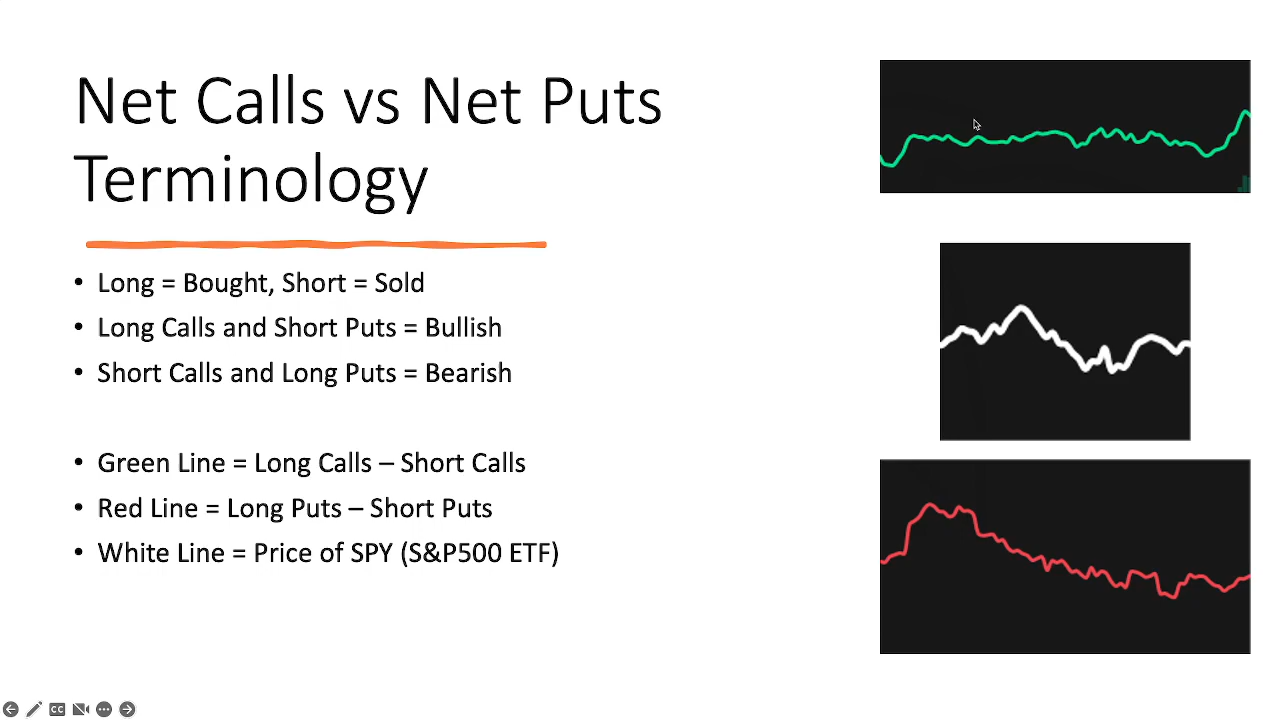 Net Calls vs Net Puts
Terminology
• Long = Bought, Short = Sold
• Long Calls and Short Puts = Bullish
• Short Calls and Long Puts = Bearish
• Green Line = Long Calls – Short Calls
• Red Line = Long Puts – Short Puts
• White Line = Price of SPY (S&P500 ETF)
CC